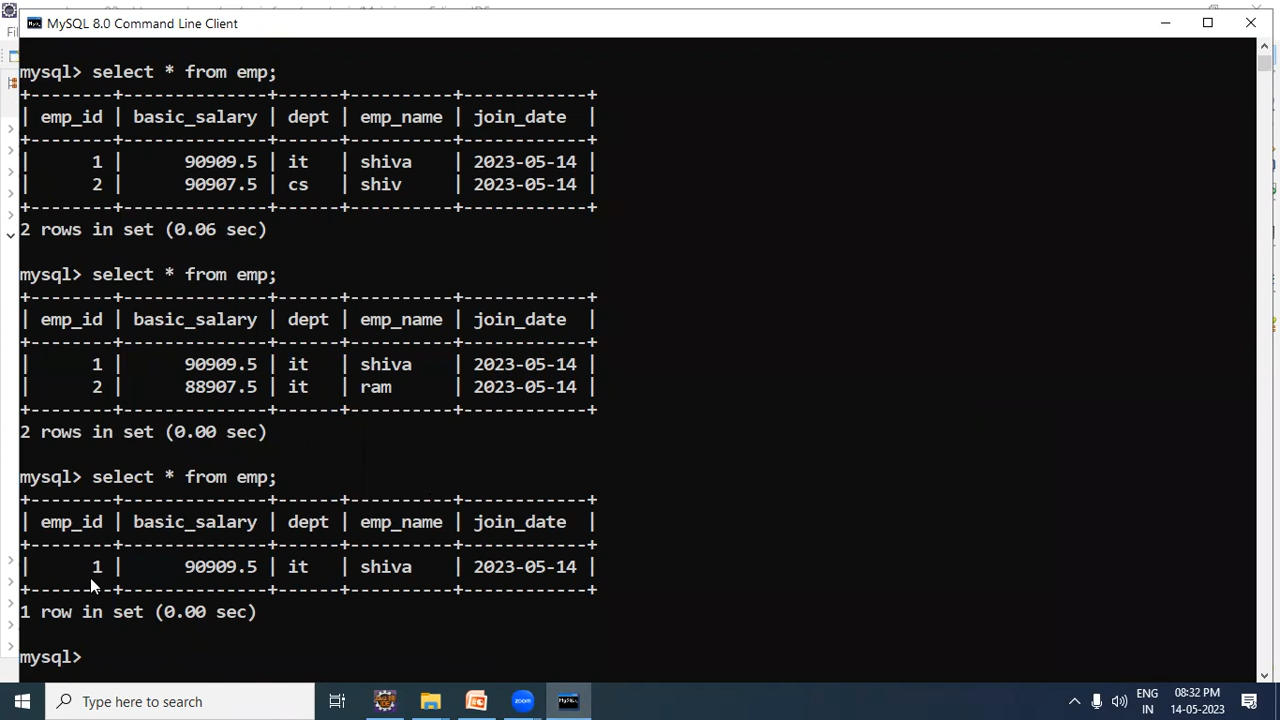 MySQL 8.0 Command Line Client
mysql> select * from emp;
+--------+--------------+------+----------+------------+
| emp_id | basic_salary | dept | emp_name | join_date  |
+--------+--------------+------+----------+------------+
|      1 |      90909.5 | it   | shiva    | 2023-05-14 |
|      2 |      90907.5 | cs   | shiv     | 2023-05-14 |
+--------+--------------+------+----------+------------+
2 rows in set (0.06 sec)
mysql> select * from emp;
+--------+--------------+------+----------+------------+
| emp_id | basic_salary | dept | emp_name | join_date  |
+--------+--------------+------+----------+------------+
|      1 |      90909.5 | it   | shiva    | 2023-05-14 |
|      2 |      88907.5 | it   | ram      | 2023-05-14 |
+--------+--------------+------+----------+------------+
2 rows in set (0.00 sec)
mysql> select * from emp;
+--------+--------------+------+----------+------------+
| emp_id | basic_salary | dept | emp_name | join_date  |
+--------+--------------+------+----------+------------+
|      1 |      90909.5 | it   | shiva    | 2023-05-14 |
+--------+--------------+------+----------+------------+
1 row in set (0.00 sec)
mysql>
Type here to search
zoom
ENG
IN
08:32 PM
14-05-2023